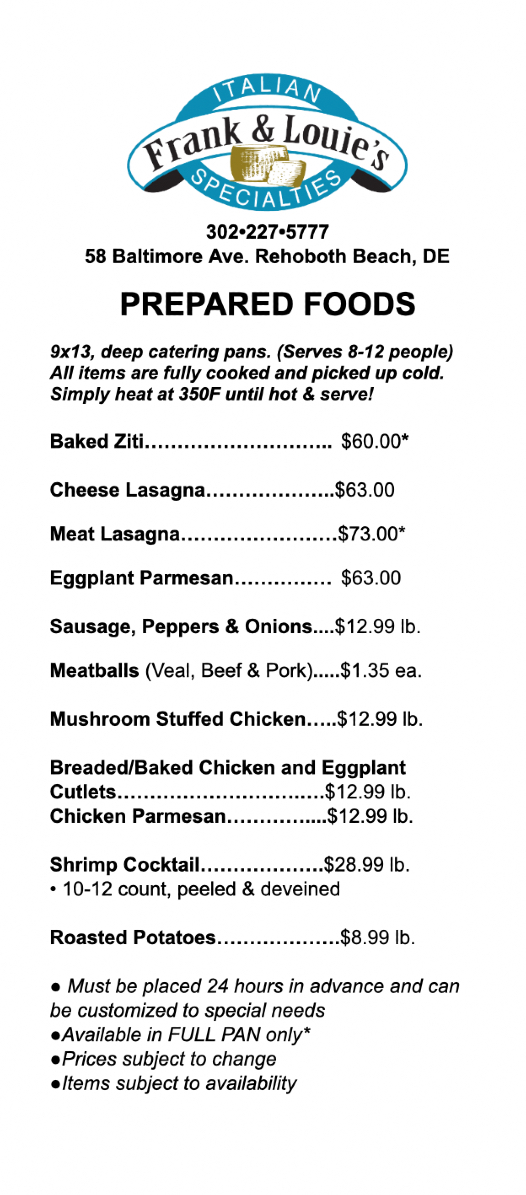 ITALIAN
Frank & Louie's
SPECIALTIES
302•227•5777
58 Baltimore Ave. Rehoboth Beach, DE
PREPARED FOODS
9x13, deep catering pans. (Serves 8-12 people)
All items are fully cooked and picked up cold.
Simply heat at 350F until hot & serve!
Baked Ziti……………………….. $60.00*
Cheese Lasagna………………..$63.00
Meat Lasagna……………………$73.00*
Eggplant Parmesan…………… $63.00
Sausage, Peppers & Onions....$12.99 lb.
Meatballs (Veal, Beef & Pork).....$1.35 ea.
Mushroom Stuffed Chicken…..$12.99 lb.
Breaded/Baked Chicken and Eggplant
Cutlets……………………….….$12.99 lb.
Chicken Parmesan…………....$12.99 lb.
Shrimp Cocktail……………….$28.99 lb.
• 10-12 count, peeled & deveined
Roasted Potatoes……………….$8.99 lb.
● Must be placed 24 hours in advance and can
be customized to special needs
●Available in FULL PAN only*
●Prices subject to change
●Items subject to availability